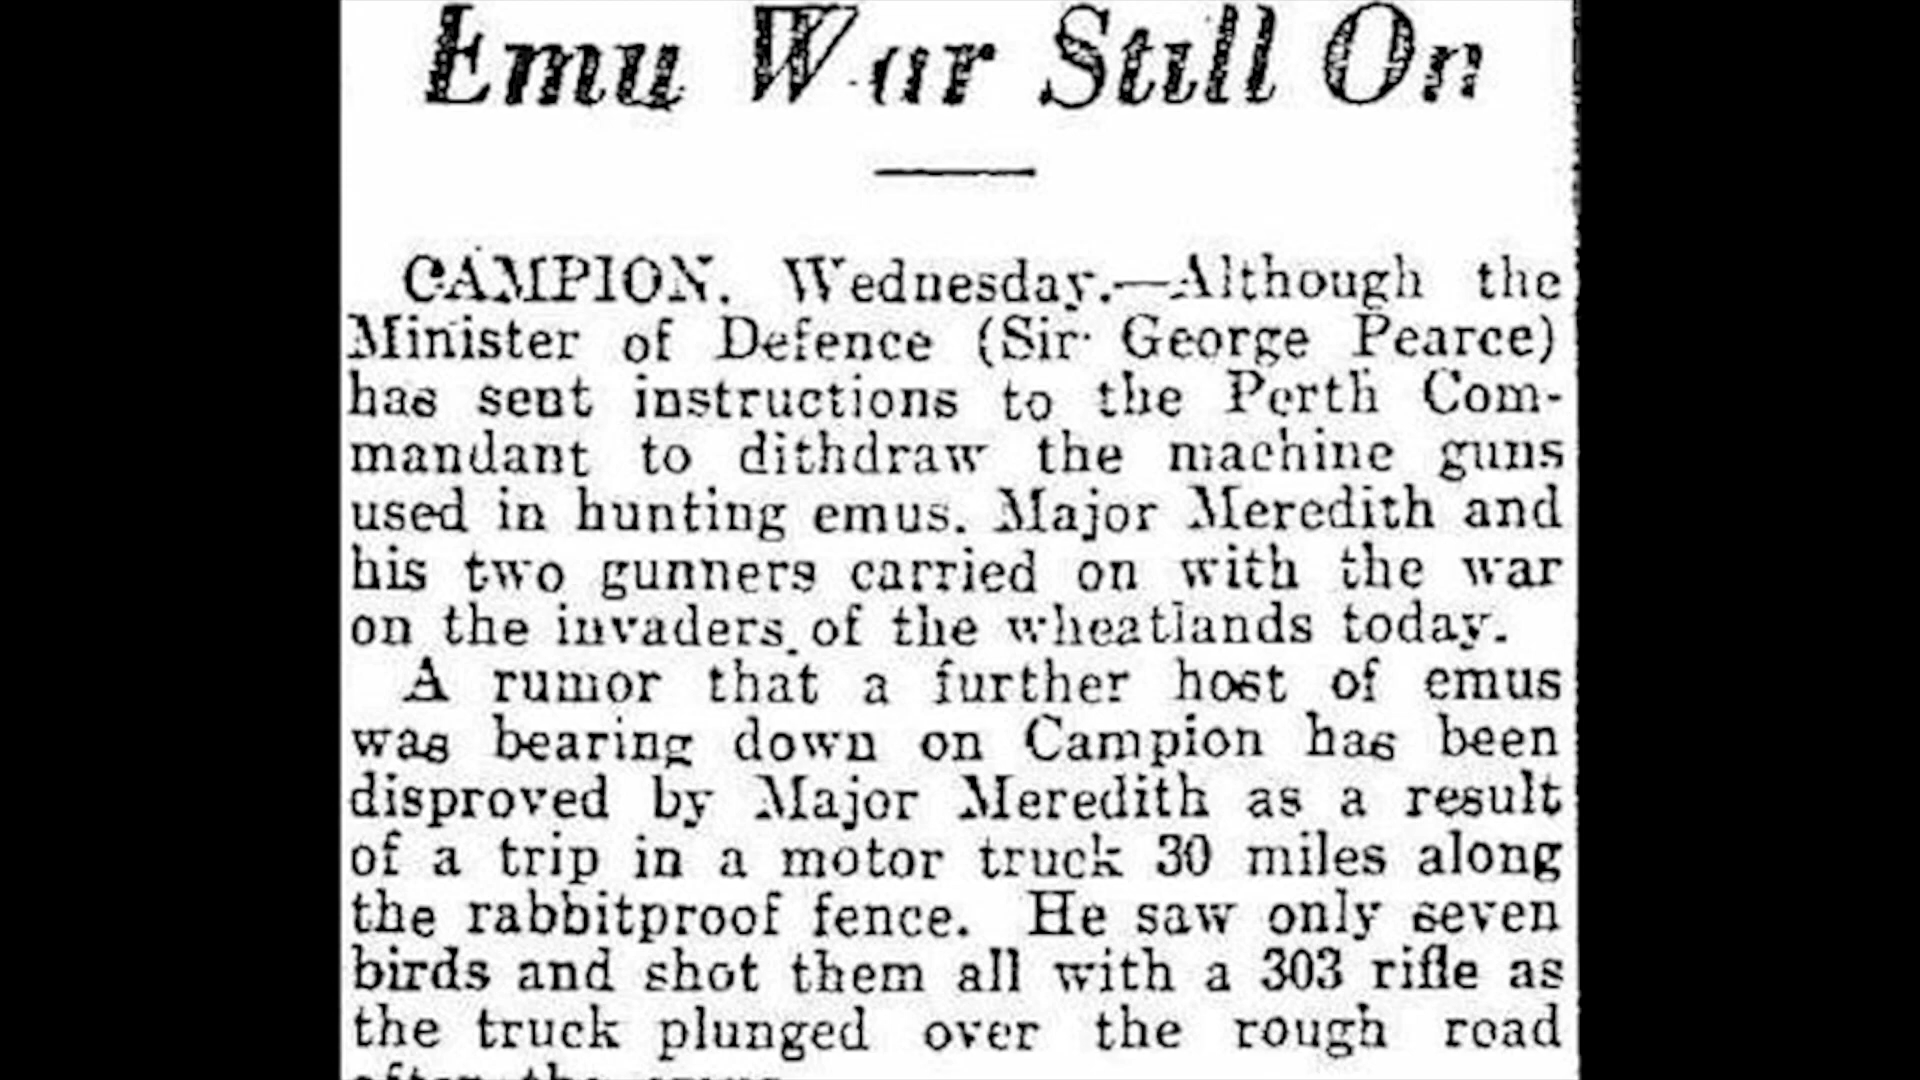 Emu War Still On
CAMPION. Wednesday.—Although the
Minister of Defence (Sir George Pearce)
has sent instructions to the Perth Com-
mandant to dithdraw the machine guns
used in hunting emus. Major Meredith and
his two gunners carried on with the war
on the invaders of the wheatlands today.
A rumor that a further host of emus
was bearing down on Campion has been
disproved by Major Meredith as a result
of a trip in a motor truck 30 miles along
the rabbitproof fence. He saw only seven
birds and shot them all with a 303 rifle as
the truck plunged over the rough road
after the emus